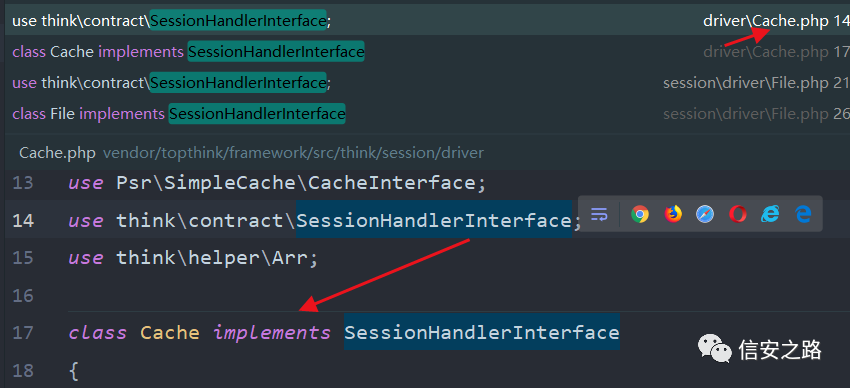 use think\contract\SessionHandlerInterface; driver\Cache.php 14
class Cache implements SessionHandlerInterface driver\Cache.php 17
use think\contract\SessionHandlerInterface; session\driver\File.php 21
class File implements SessionHandlerInterface session\driver\File.php 26
Cache.php vendor/topthink/framework/src/think/session/driver
13 use Psr\SimpleCache\CacheInterface;
14 use think\contract\SessionHandlerInterface;
15 use think\helper\Arr;
16
17 class Cache implements SessionHandlerInterface
18 {
信安之路